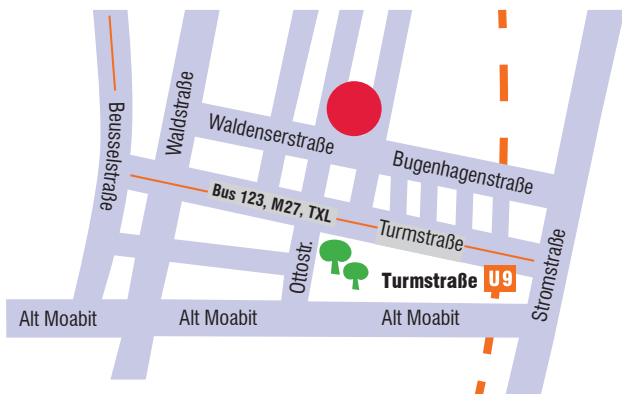 Beusselstraße
Waldstraße
Waldenserstraße
Bugenhagenstraße
Bus 123, M27, TXL
Turmstraße
Ottostr.
Turmstraße U9
Stromstraße
Alt Moabit
Alt Moabit
Alt Moabit